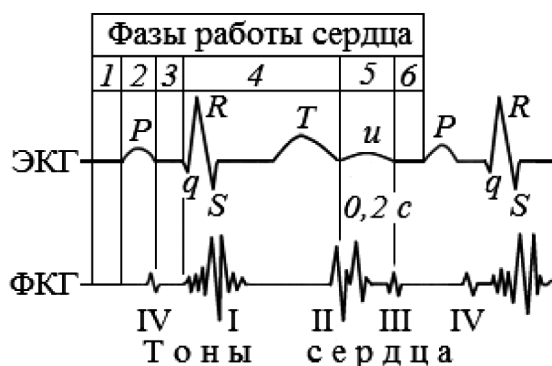 Фазы работы сердца
1 2 3 4 5 6
R R
P T u P
ЭКГ
q S q S
0,2 с
ФКГ
IV I II III IV
Тоны сердца